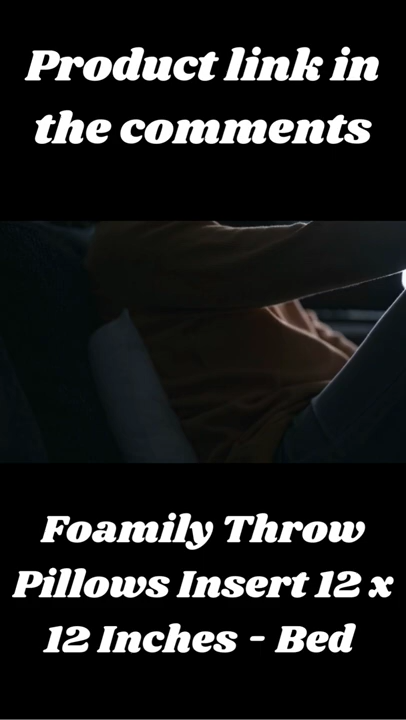 Product link in
the comments
Foamily Throw
Pillows Insert 12 x
12 Inches - Bed